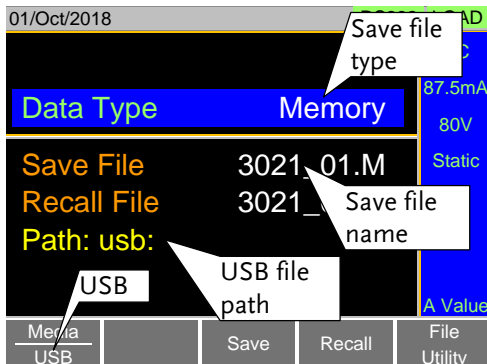 01/Oct/2018
LOAD
Save file
type
87.5mA
Data Type Memory
80V
Save File 3021_01.M
Static
Recall File 3021_
Save file
name
Path: usb:
USB file
path
USB
A Value
Media
USB
Save
Recall
File
Utility